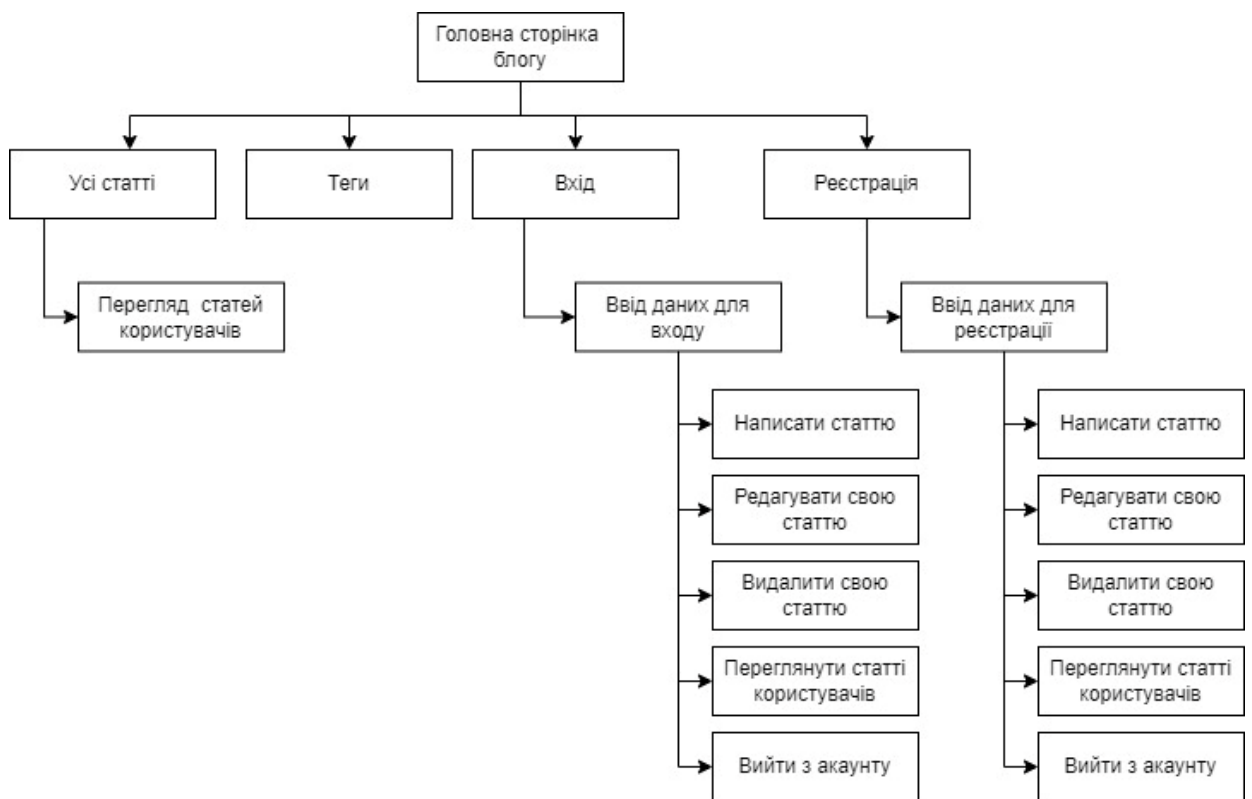 Головна сторінка
блогу
Усі статті
Теги
Вхід
Реєстрація
Перегляд статей
користувачів
Ввід даних для
входу
Ввід даних для
реєстрації
Написати статтю
Написати статтю
Редагувати свою
статтю
Редагувати свою
статтю
Видалити свою
статтю
Видалити свою
статтю
Переглянути статті
користувачів
Переглянути статті
користувачів
Вийти з акаунту
Вийти з акаунту